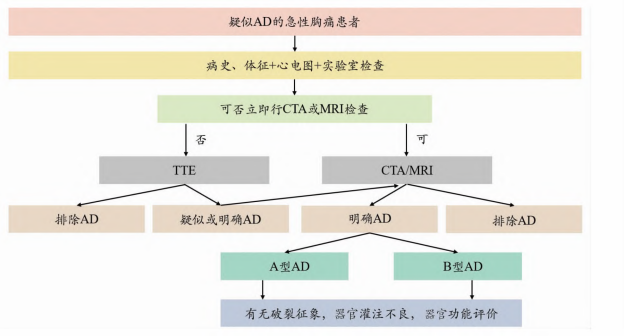 疑似AD的急性胸痛患者
病史、体征+心电图+实验室检查
可否立即行CTA或MRI检查
否
可
TTE
CTA/MRI
排除AD
疑似或明确AD
明确AD
排除AD
A型AD
B型AD
有无破裂征象，器官灌注不良，器官功能评价